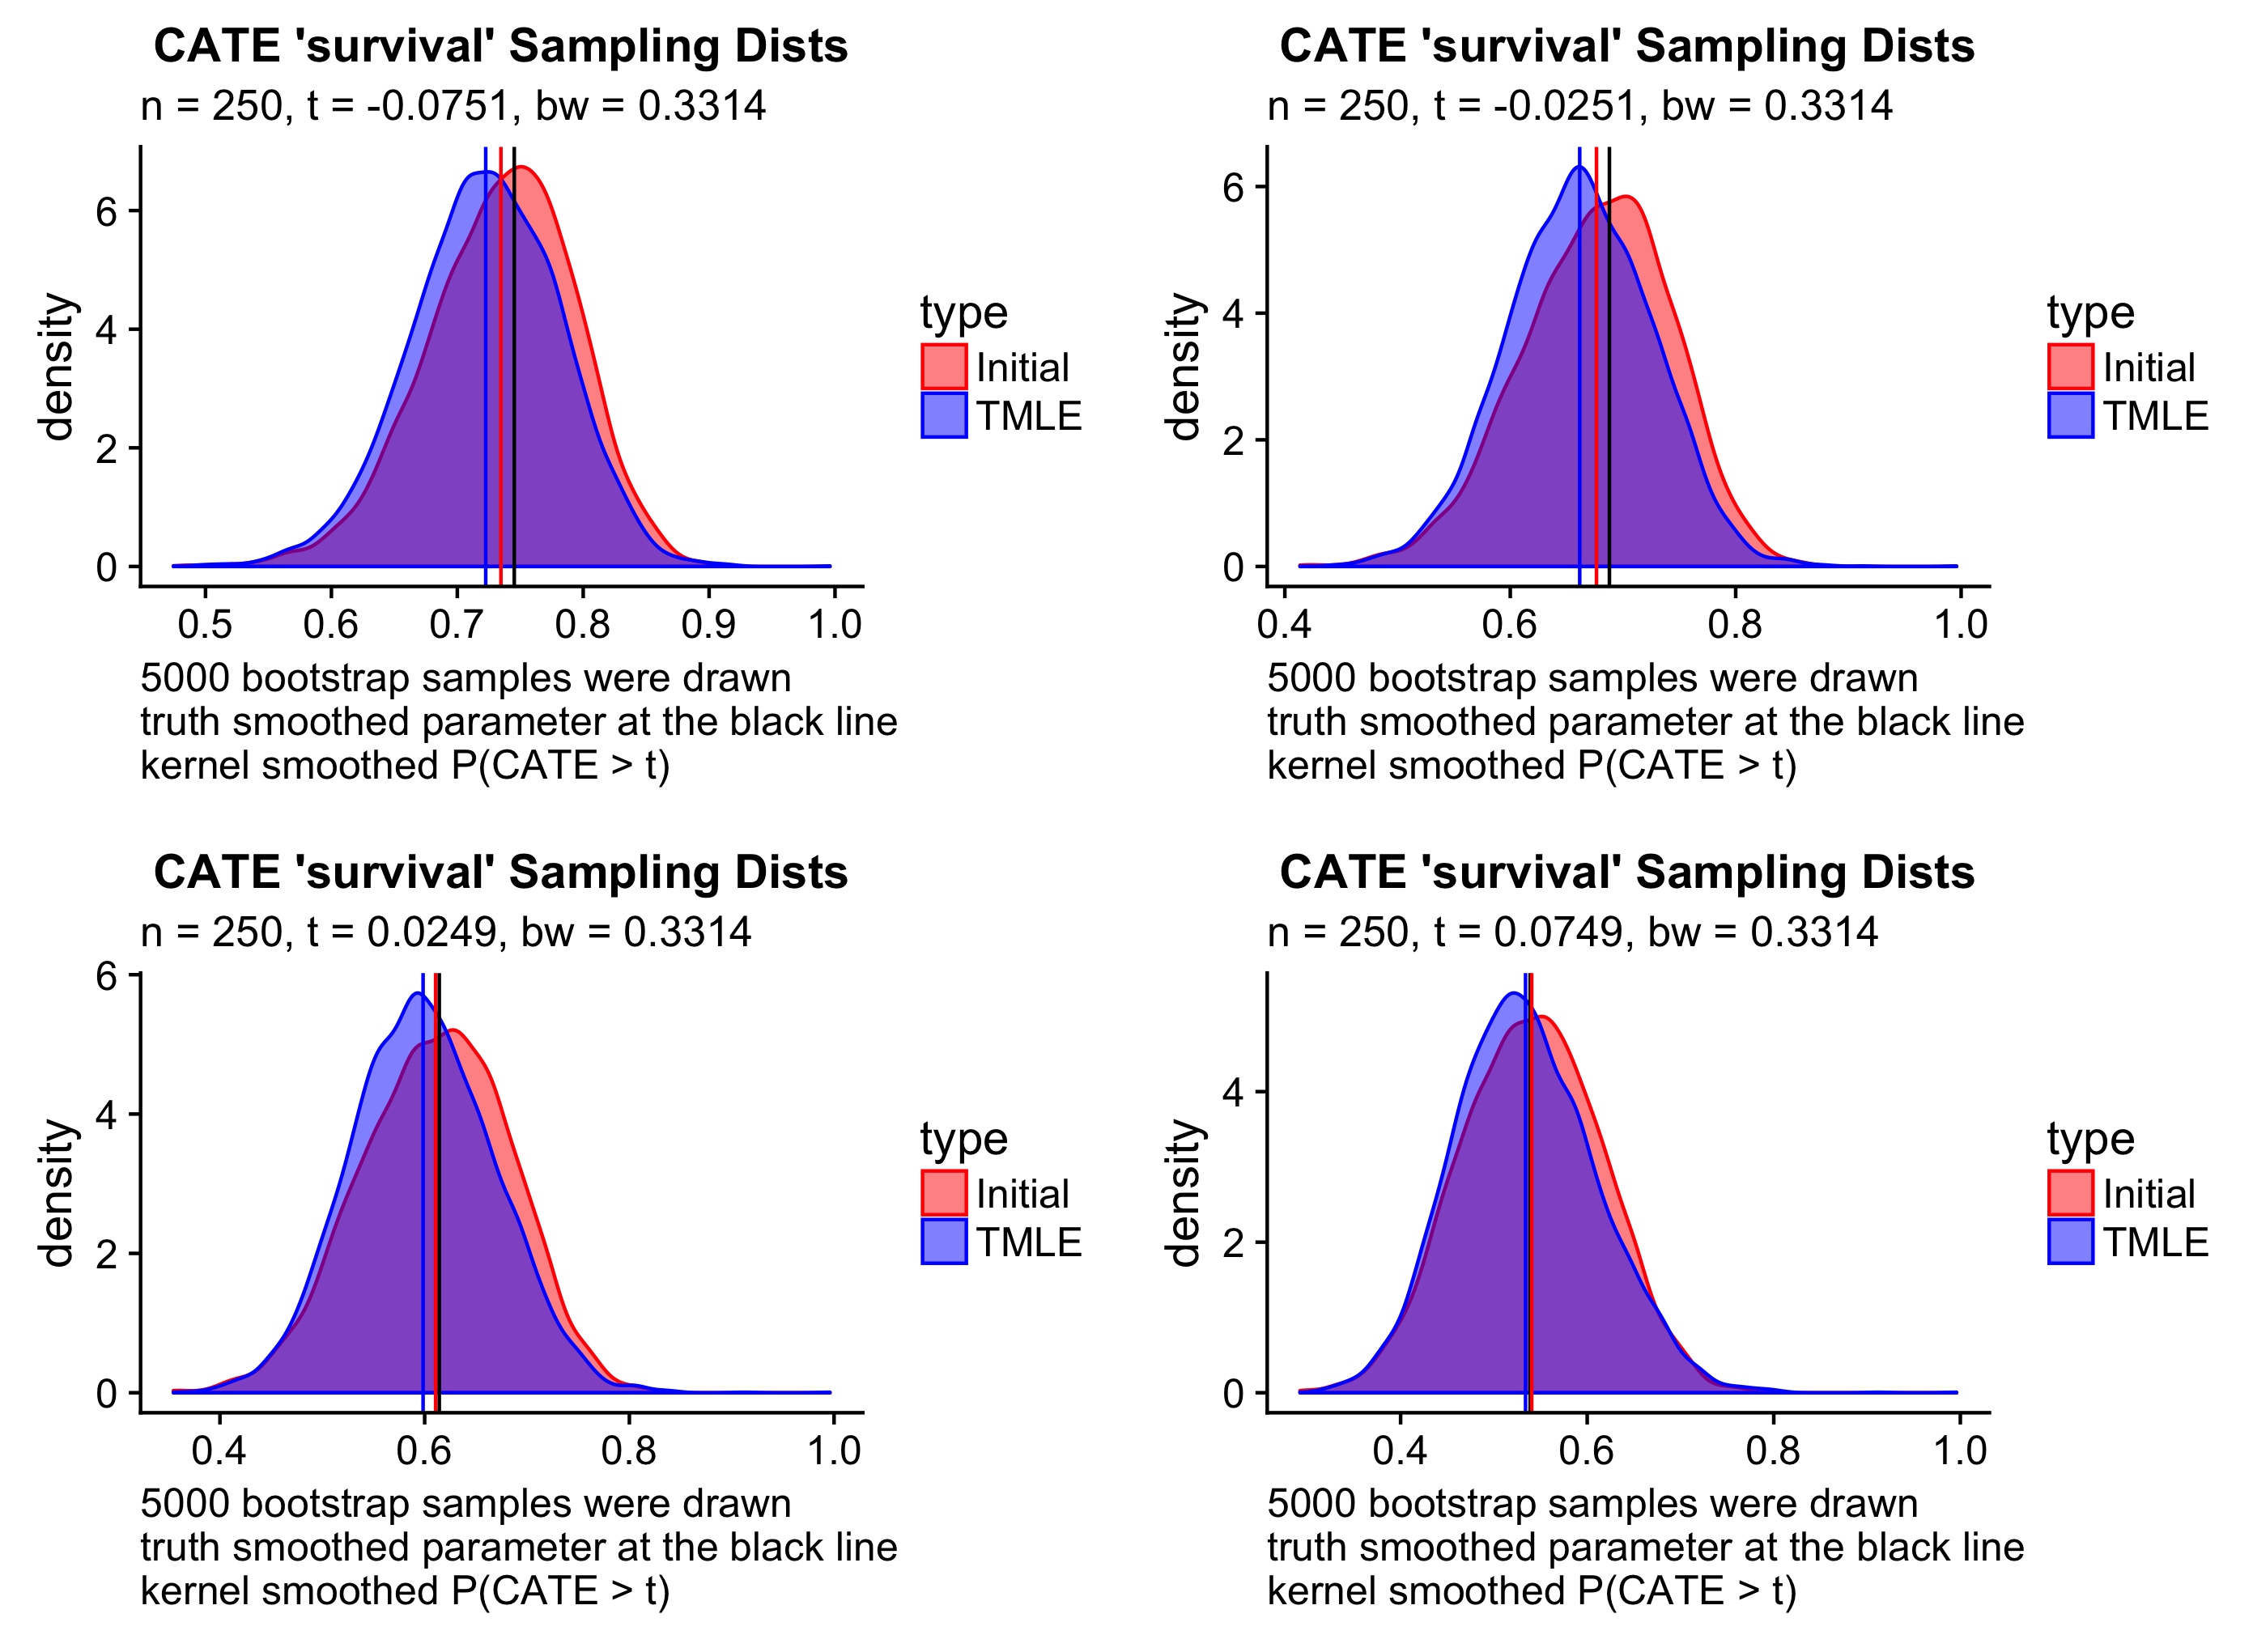 CATE 'survival' Sampling Dists
n = 250, t = -0.0751, bw = 0.3314
density
6
4
2
0
0.5 0.6 0.7 0.8 0.9 1.0
type
Initial
TMLE
5000 bootstrap samples were drawn
truth smoothed parameter at the black line
kernel smoothed P(CATE > t)
CATE 'survival' Sampling Dists
n = 250, t = -0.0251, bw = 0.3314
density
6
4
2
0
0.4 0.6 0.8 1.0
type
Initial
TMLE
5000 bootstrap samples were drawn
truth smoothed parameter at the black line
kernel smoothed P(CATE > t)
CATE 'survival' Sampling Dists
n = 250, t = 0.0249, bw = 0.3314
density
6
4
2
0
0.4 0.6 0.8 1.0
type
Initial
TMLE
5000 bootstrap samples were drawn
truth smoothed parameter at the black line
kernel smoothed P(CATE > t)
CATE 'survival' Sampling Dists
n = 250, t = 0.0749, bw = 0.3314
density
4
2
0
0.4 0.6 0.8 1.0
type
Initial
TMLE
5000 bootstrap samples were drawn
truth smoothed parameter at the black line
kernel smoothed P(CATE > t)